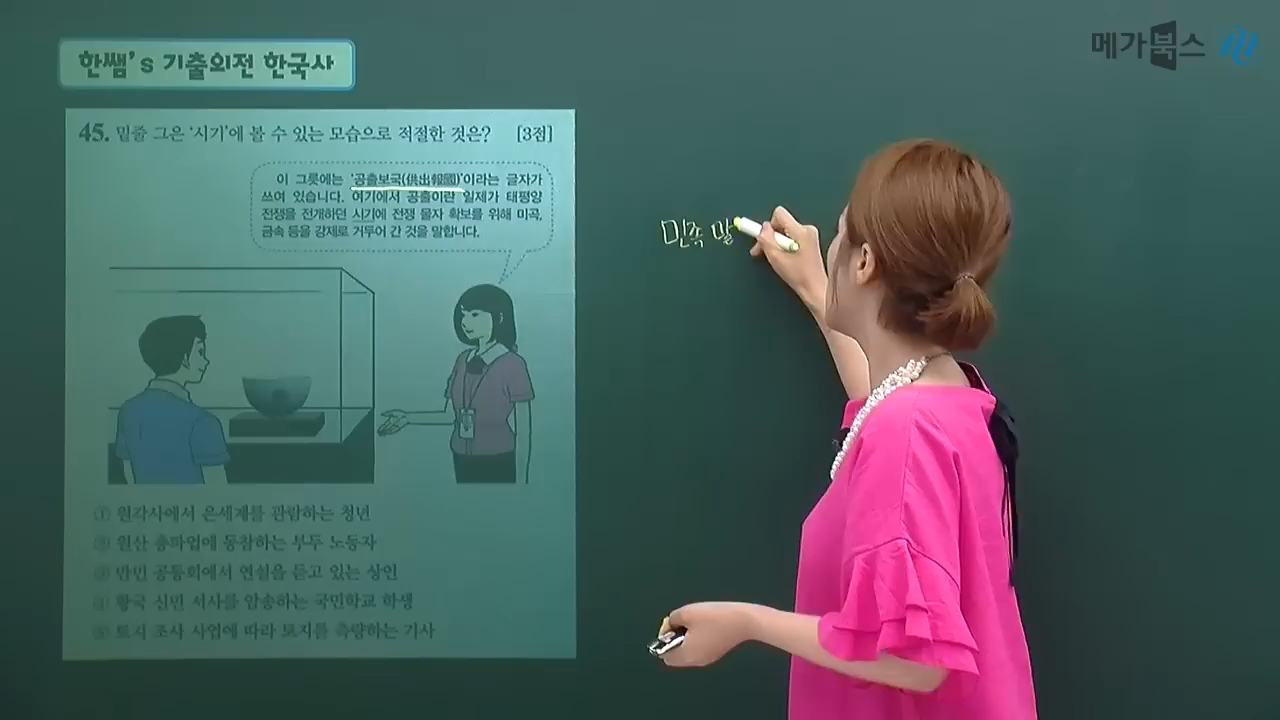 한쌤's 기출의전 한국사
메가북스
45. 밑줄 그은 '시기'에 볼 수 있는 모습으로 적절한 것은? [3점]
이 그릇에는 '공출보국(供出報國)'이라는 글자가
쓰여 있습니다. 여기에서 공출이란 일제가 태평양
전쟁을 전개하던 시기에 전쟁 물자 확보를 위해 미곡,
금속 등을 강제로 거두어 간 것을 말합니다.
민족 말
① 원각사에서 은세계를 관람하는 청년
② 원산 총파업에 동참하는 부두 노동자
③ 만민 공동회에서 연설을 듣고 있는 상인
④ 황국 신민 서사를 암송하는 국민학교 학생
⑤ 토지 조사 사업에 따라 토지를 측량하는 기사